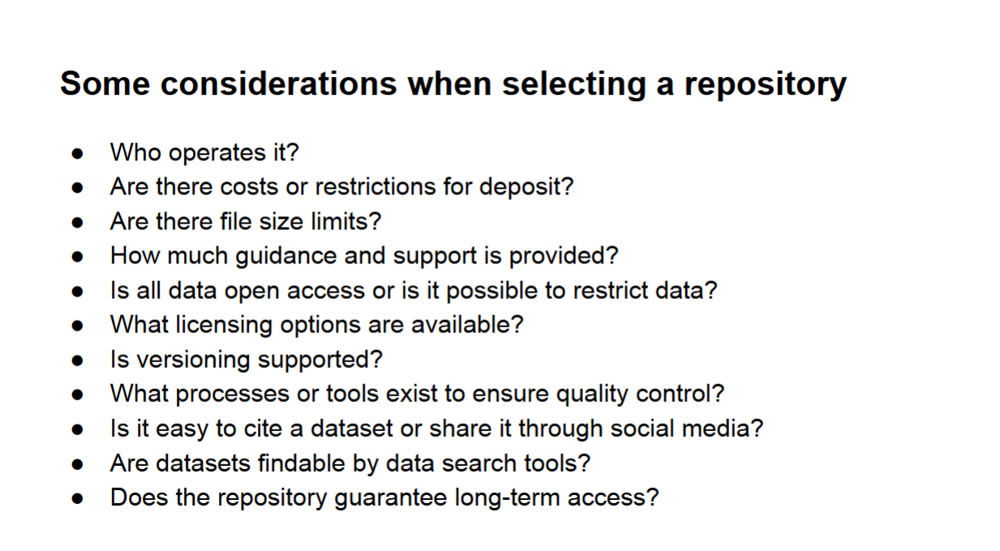 Some considerations when selecting a repository
● Who operates it?
● Are there costs or restrictions for deposit?
● Are there file size limits?
● How much guidance and support is provided?
● Is all data open access or is it possible to restrict data?
● What licensing options are available?
● Is versioning supported?
● What processes or tools exist to ensure quality control?
● Is it easy to cite a dataset or share it through social media?
● Are datasets findable by data search tools?
● Does the repository guarantee long-term access?